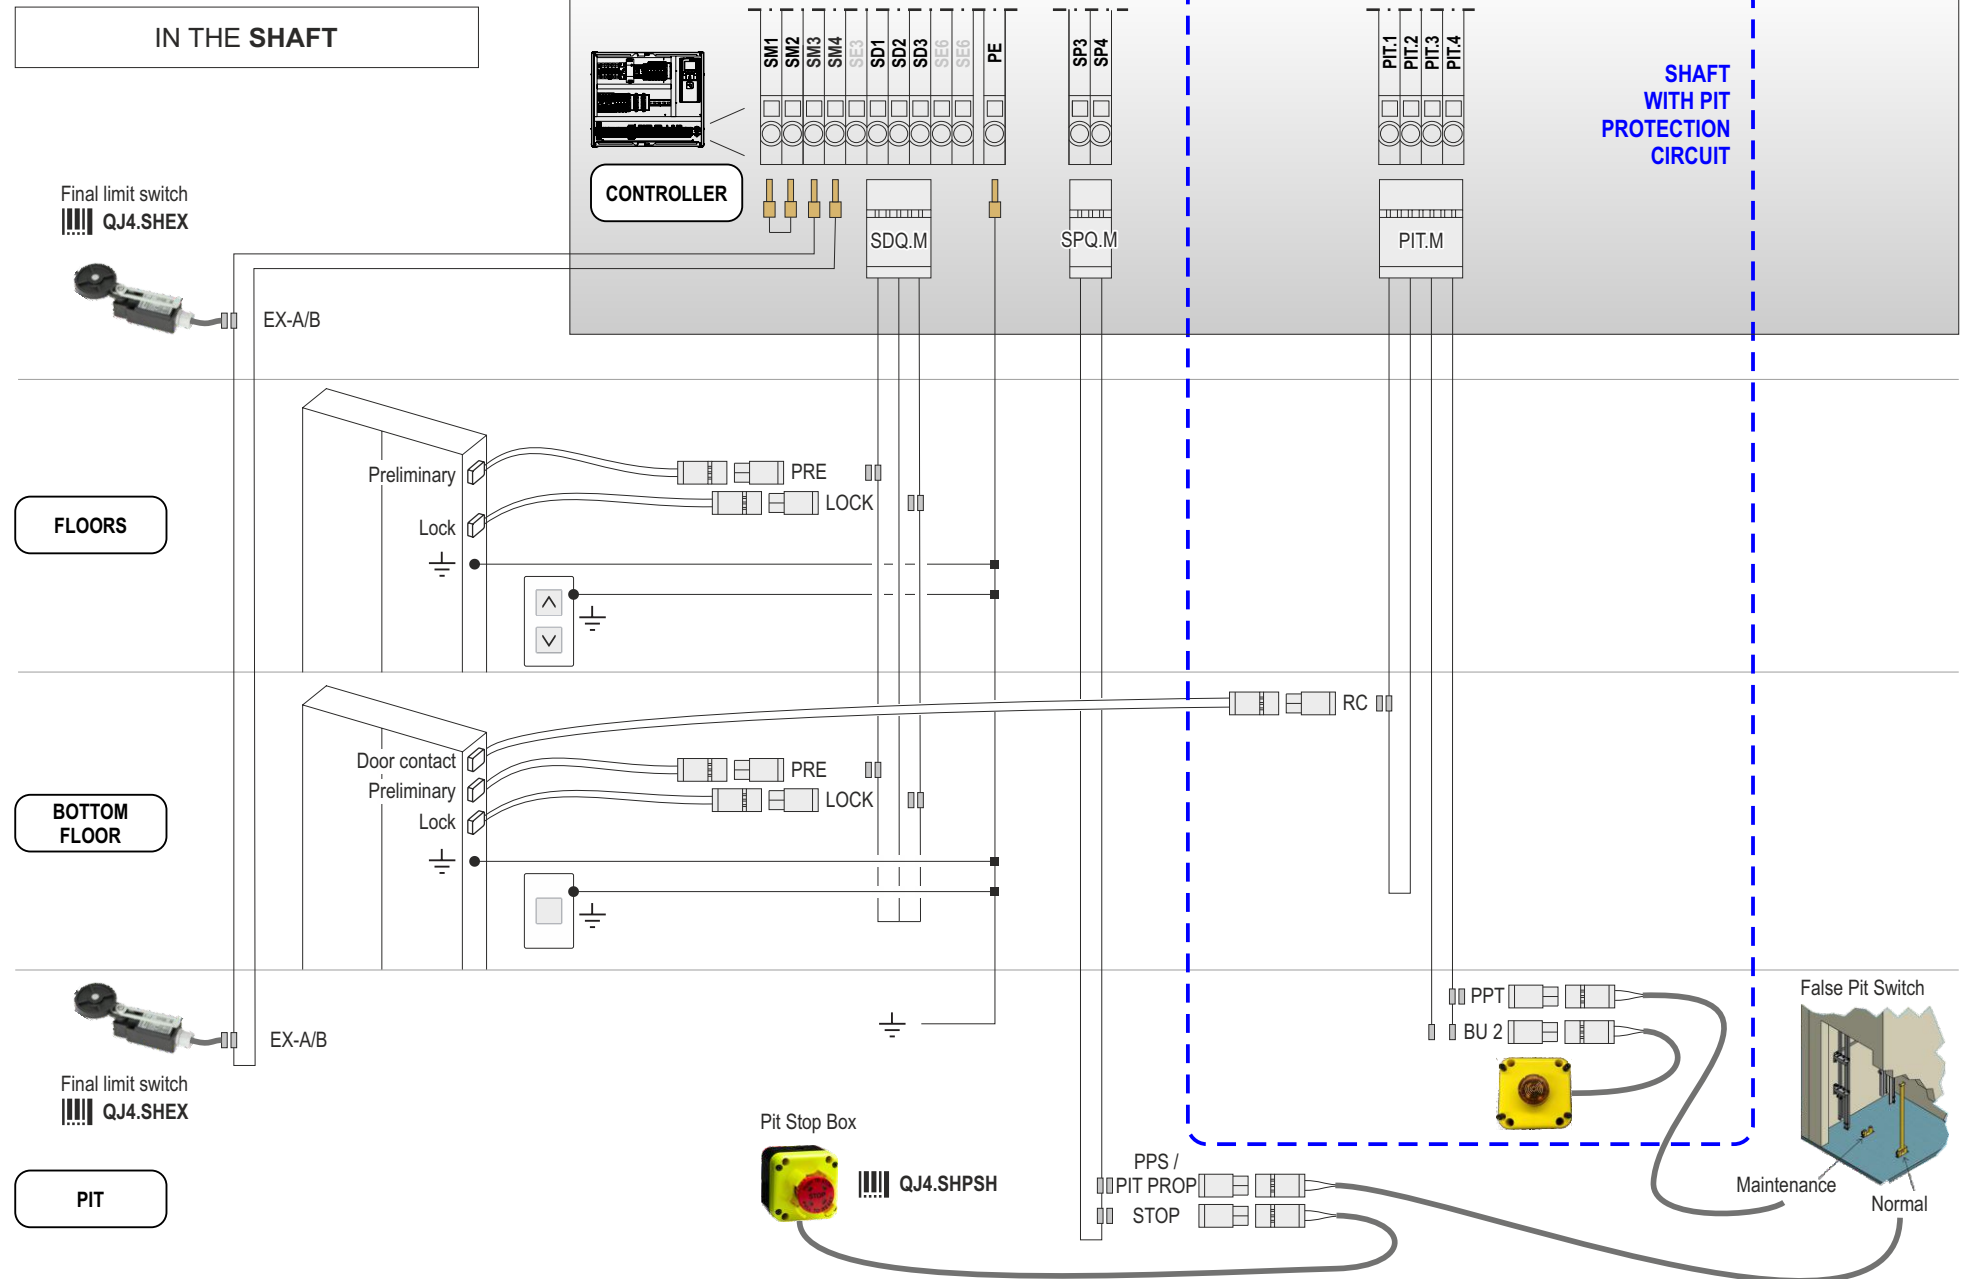 IN THE SHAFT
SM1
SM2
SM3
SM4
SE3
SD1
SD2
SD3
SE6
SE6
PE
SP3
SP4
PIT.1
PIT.2
PIT.3
PIT.4
SHAFT
WITH PIT
PROTECTION
CIRCUIT
CONTROLLER
Final limit switch
QJ4.SHEX
SDQ.M
SPQ.M
PIT.M
EX-A/B
Preliminary
PRE
LOCK
Lock
FLOORS
RC
Door contact
Preliminary
PRE
LOCK
Lock
BOTTOM
FLOOR
False Pit Switch
PPT
BU 2
EX-A/B
Final limit switch
QJ4.SHEX
Pit Stop Box
STOP
QJ4.SHPSH
PPS /
PIT PROP
STOP
Maintenance
Normal
PIT